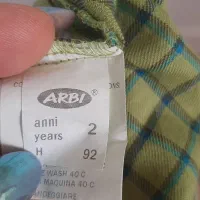 ARBI®
anni
years 2
H 92
WASH 40 C
MAQUINA 40 C